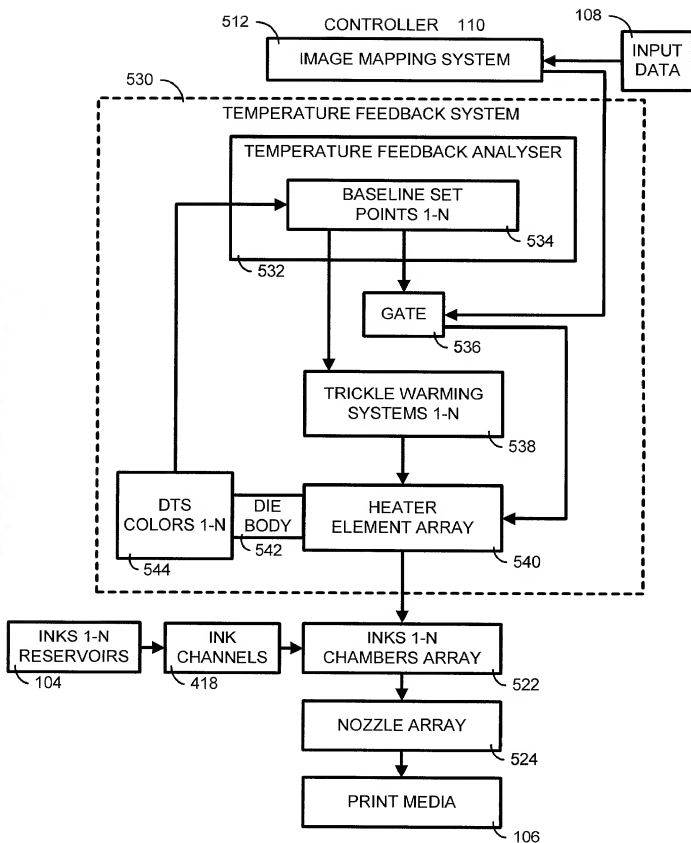 CONTROLLER 110
512
108
IMAGE MAPPING SYSTEM
INPUT
DATA
530
TEMPERATURE FEEDBACK SYSTEM
TEMPERATURE FEEDBACK ANALYSER
BASELINE SET
POINTS 1-N
534
532
GATE
536
TRICKLE WARMING
SYSTEMS 1-N
538
DTS
COLORS 1-N
544
DIE
BODY
542
HEATER
ELEMENT ARRAY
540
INKS 1-N
RESERVOIRS
104
INK
CHANNELS
418
INKS 1-N
CHAMBERS ARRAY
522
NOZZLE ARRAY
524
PRINT MEDIA
106